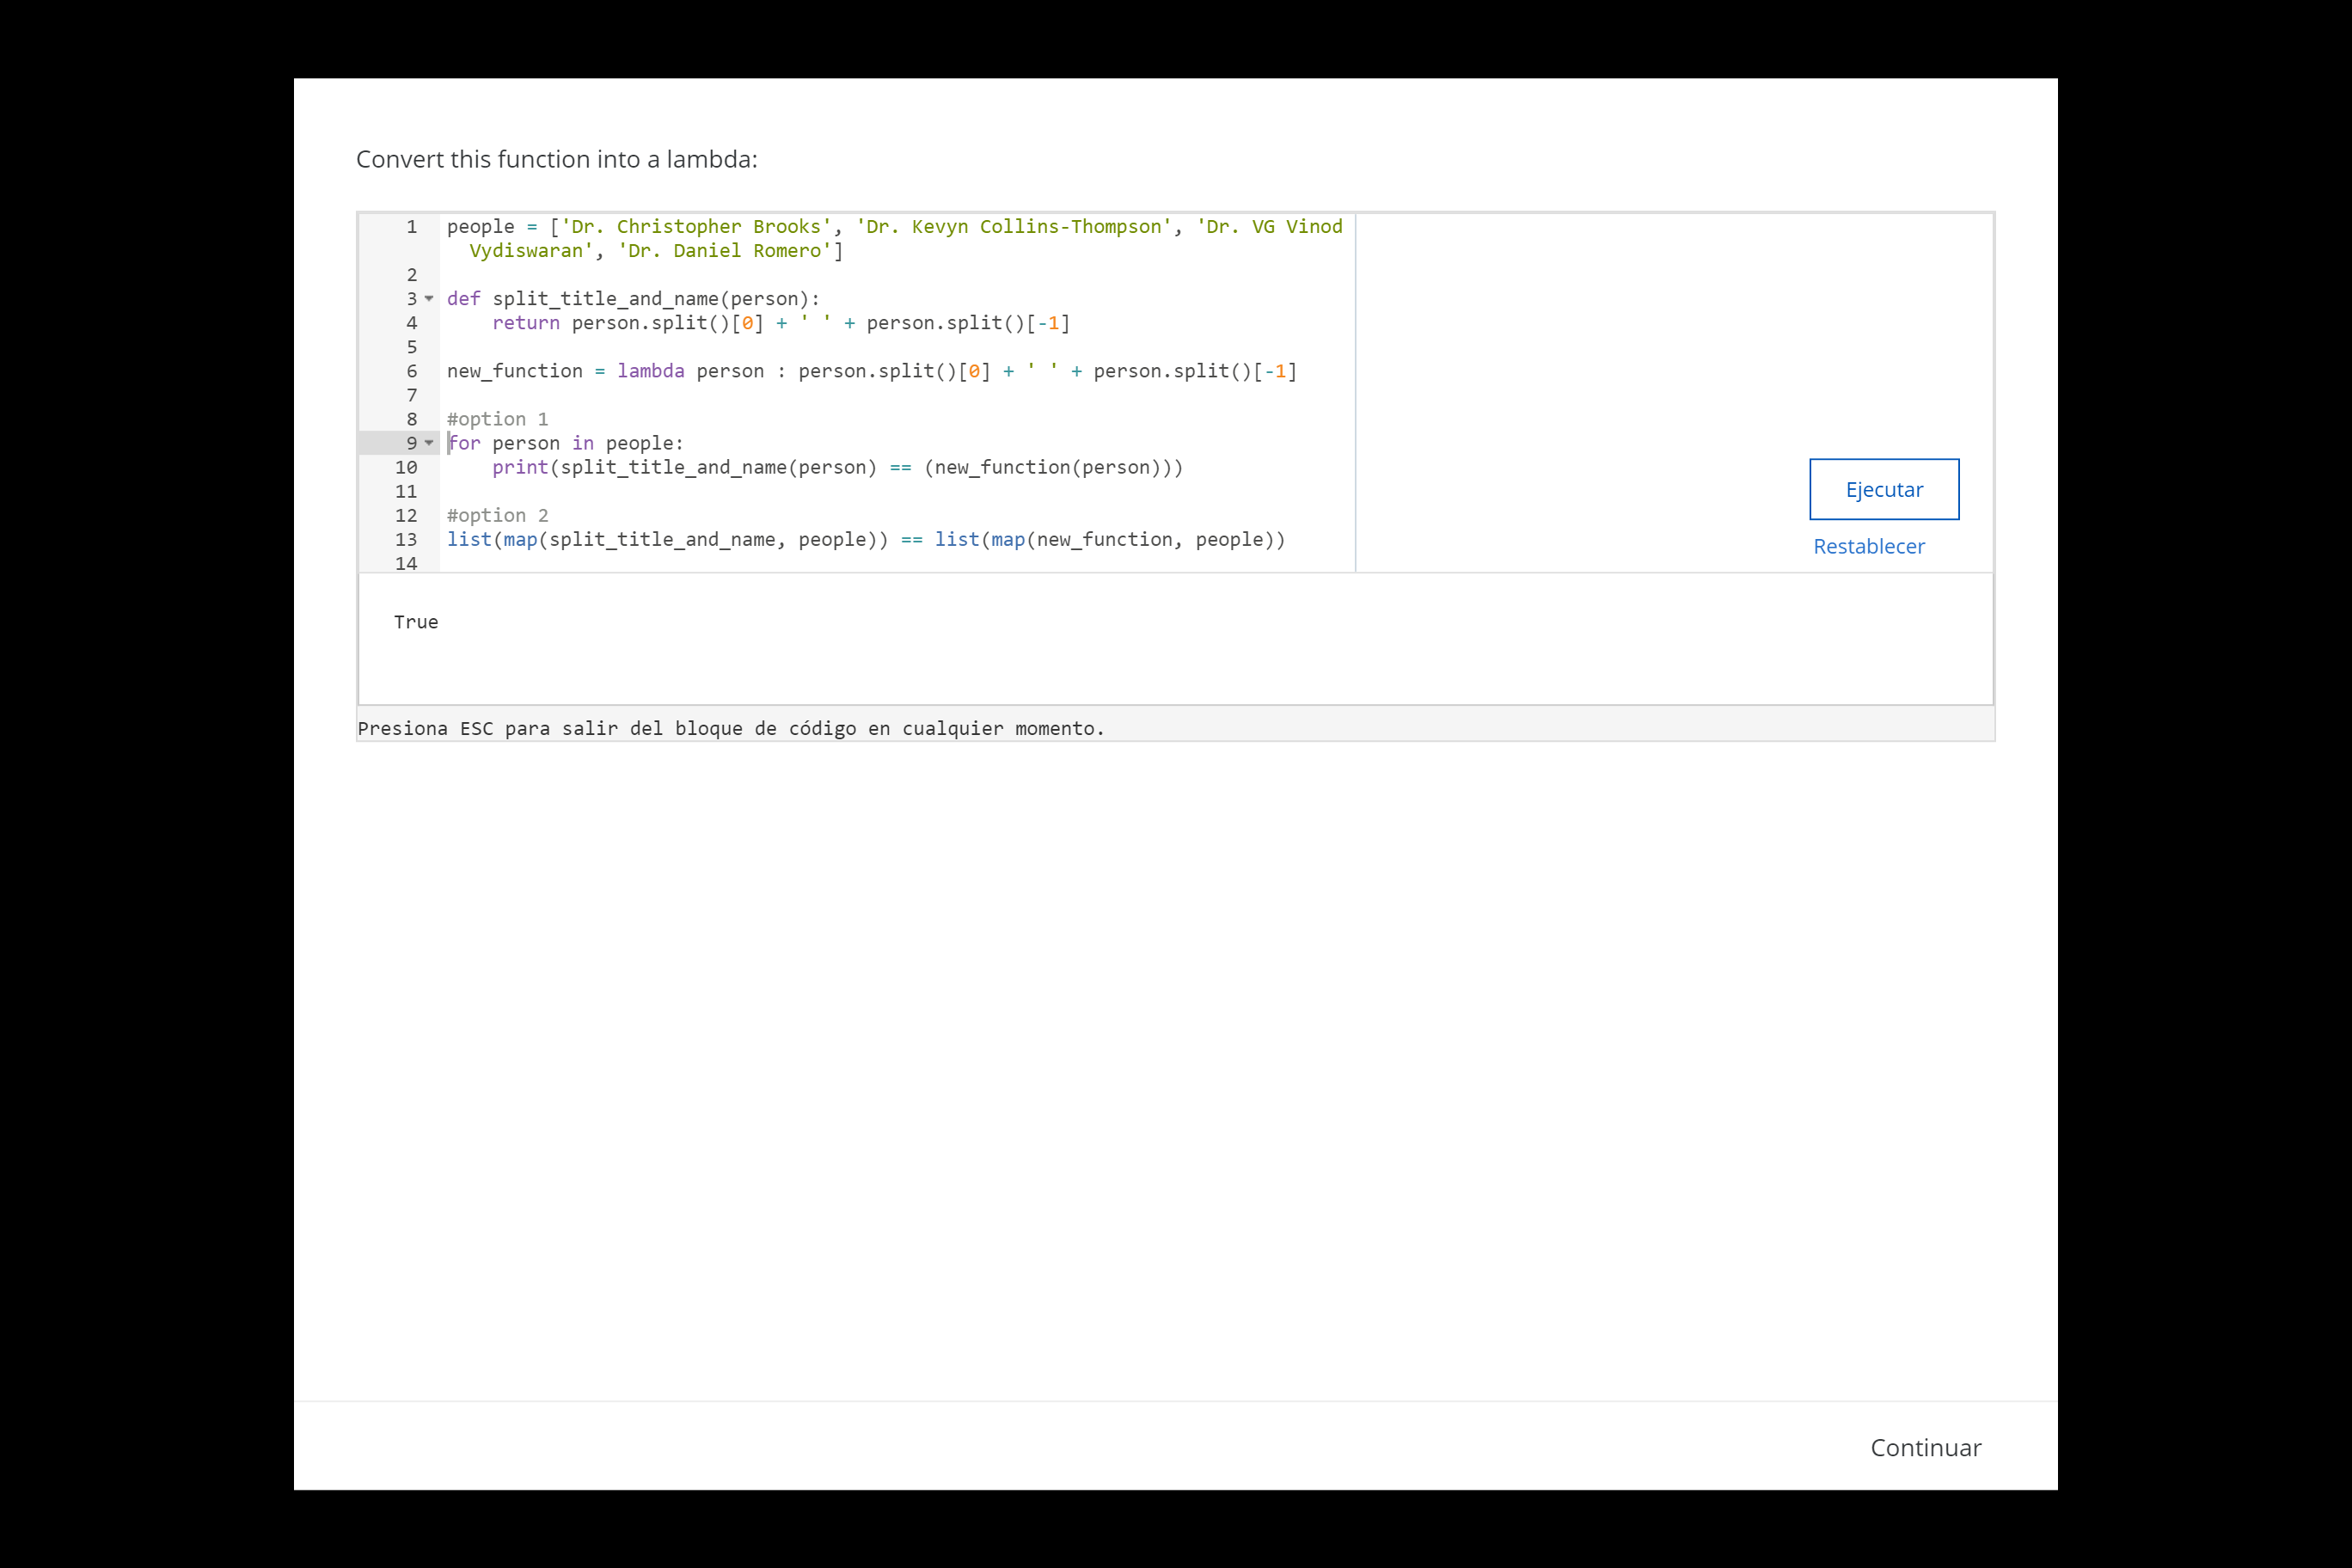 Convert this function into a lambda:
1 people = ['Dr. Christopher Brooks', 'Dr. Kevyn Collins-Thompson', 'Dr. VG Vinod
Vydiswaran', 'Dr. Daniel Romero']
2
3 def split_title_and_name(person):
4     return person.split()[0] + ' ' + person.split()[-1]
5
6 new_function = lambda person : person.split()[0] + ' ' + person.split()[-1]
7
8 #option 1
9 for person in people:
10     print(split_title_and_name(person) == (new_function(person)))
11
12 #option 2
13 list(map(split_title_and_name, people)) == list(map(new_function, people))
14
Ejecutar
Restablecer
True
Presiona ESC para salir del bloque de código en cualquier momento.
Continuar